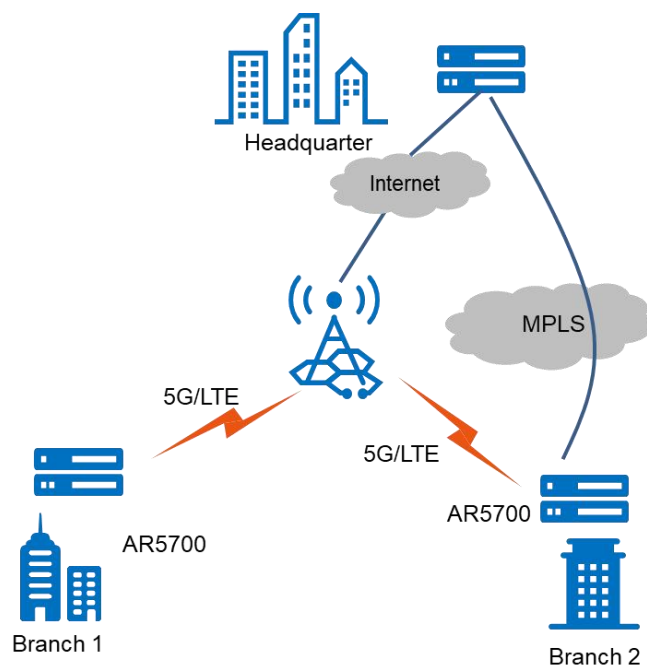 Headquarter
Internet
MPLS
5G/LTE
5G/LTE
AR5700
AR5700
Branch 1
Branch 2